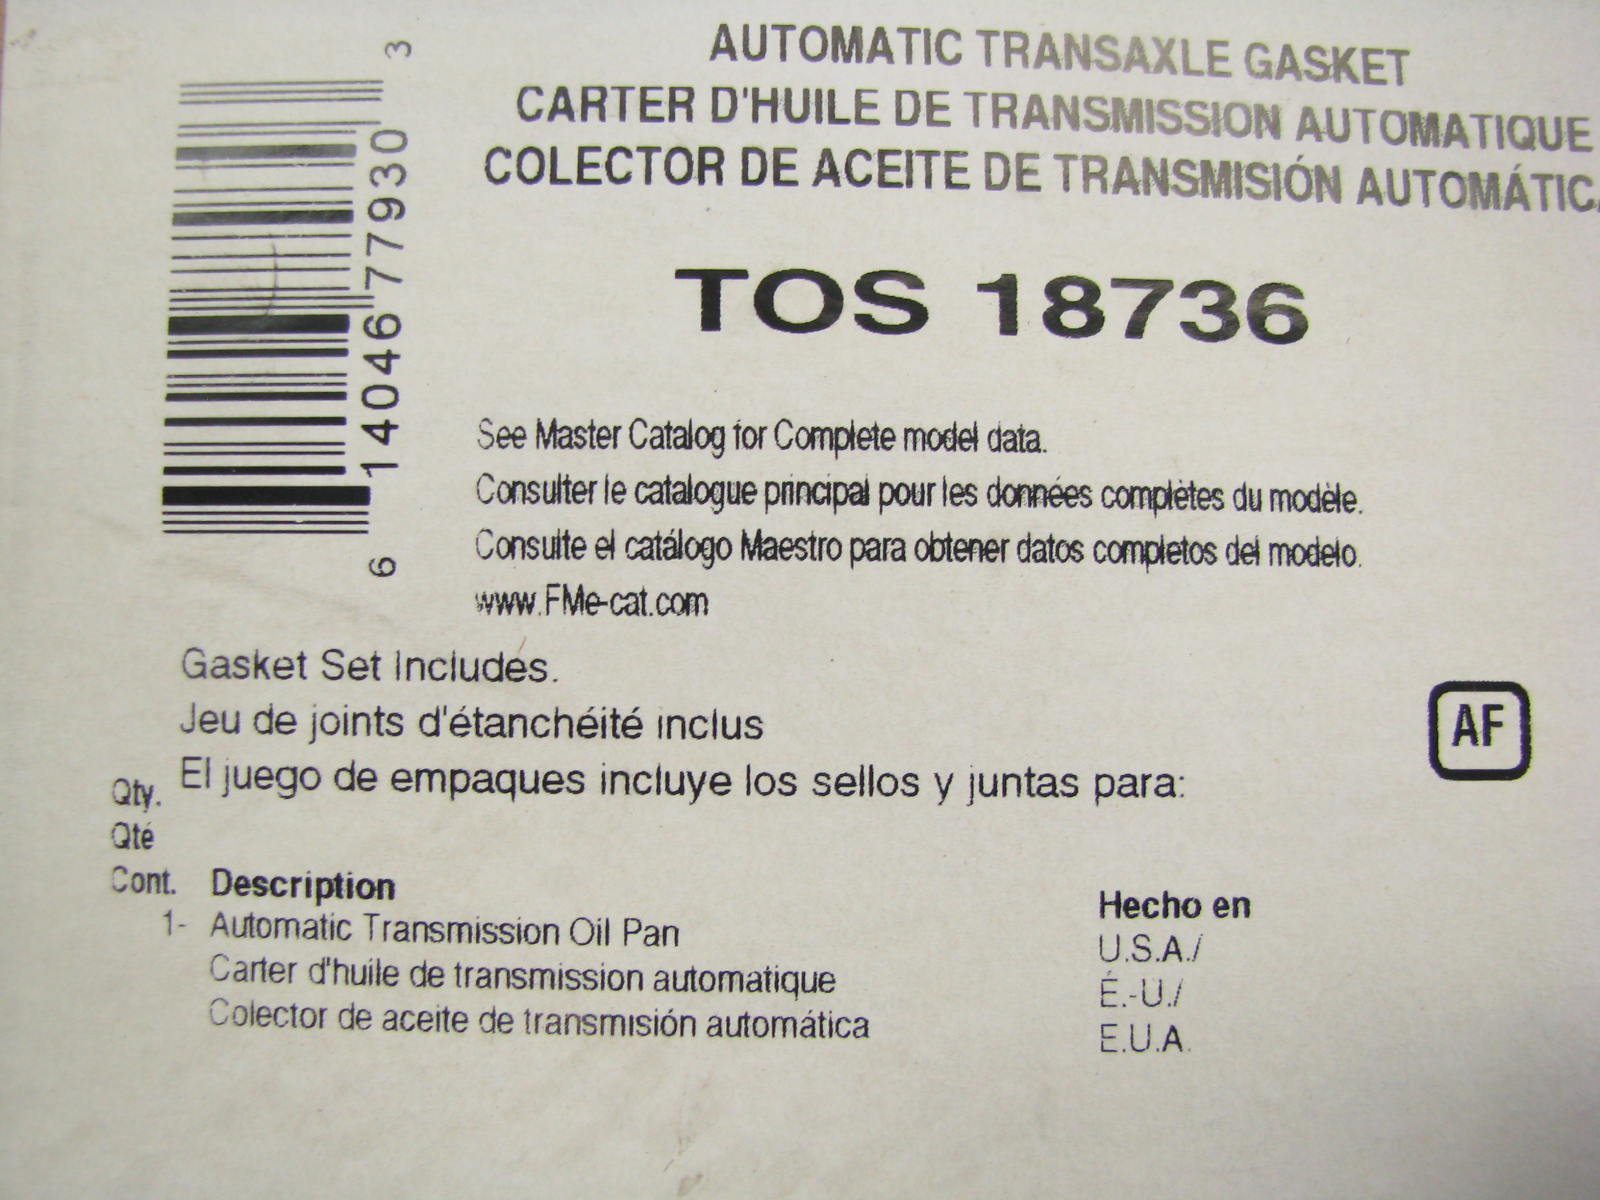 AUTOMATIC TRANSAXLE GASKET
CARTER D'HUILE DE TRANSMISSION AUTOMATIQUE
COLECTOR DE ACEITE DE TRANSMISIÓN AUTOMÁTICA
TOS 18736
6 14046 77930 3
See Master Catalog for Complete model data.
Consulter le catalogue principal pour les données complètes du modèle.
Consulte el catálogo Maestro para obtener datos completos del modelo.
www.FMe-cat.com
Gasket Set Includes.
Jeu de joints d'étanchéité inclus
El juego de empaques incluye los sellos y juntas para:
AF
Qty.
Qté
Cont. Description Hecho en
1- Automatic Transmission Oil Pan U.S.A./
Carter d'huile de transmission automatique É.-U./
Colector de aceite de transmisión automática E.U.A.